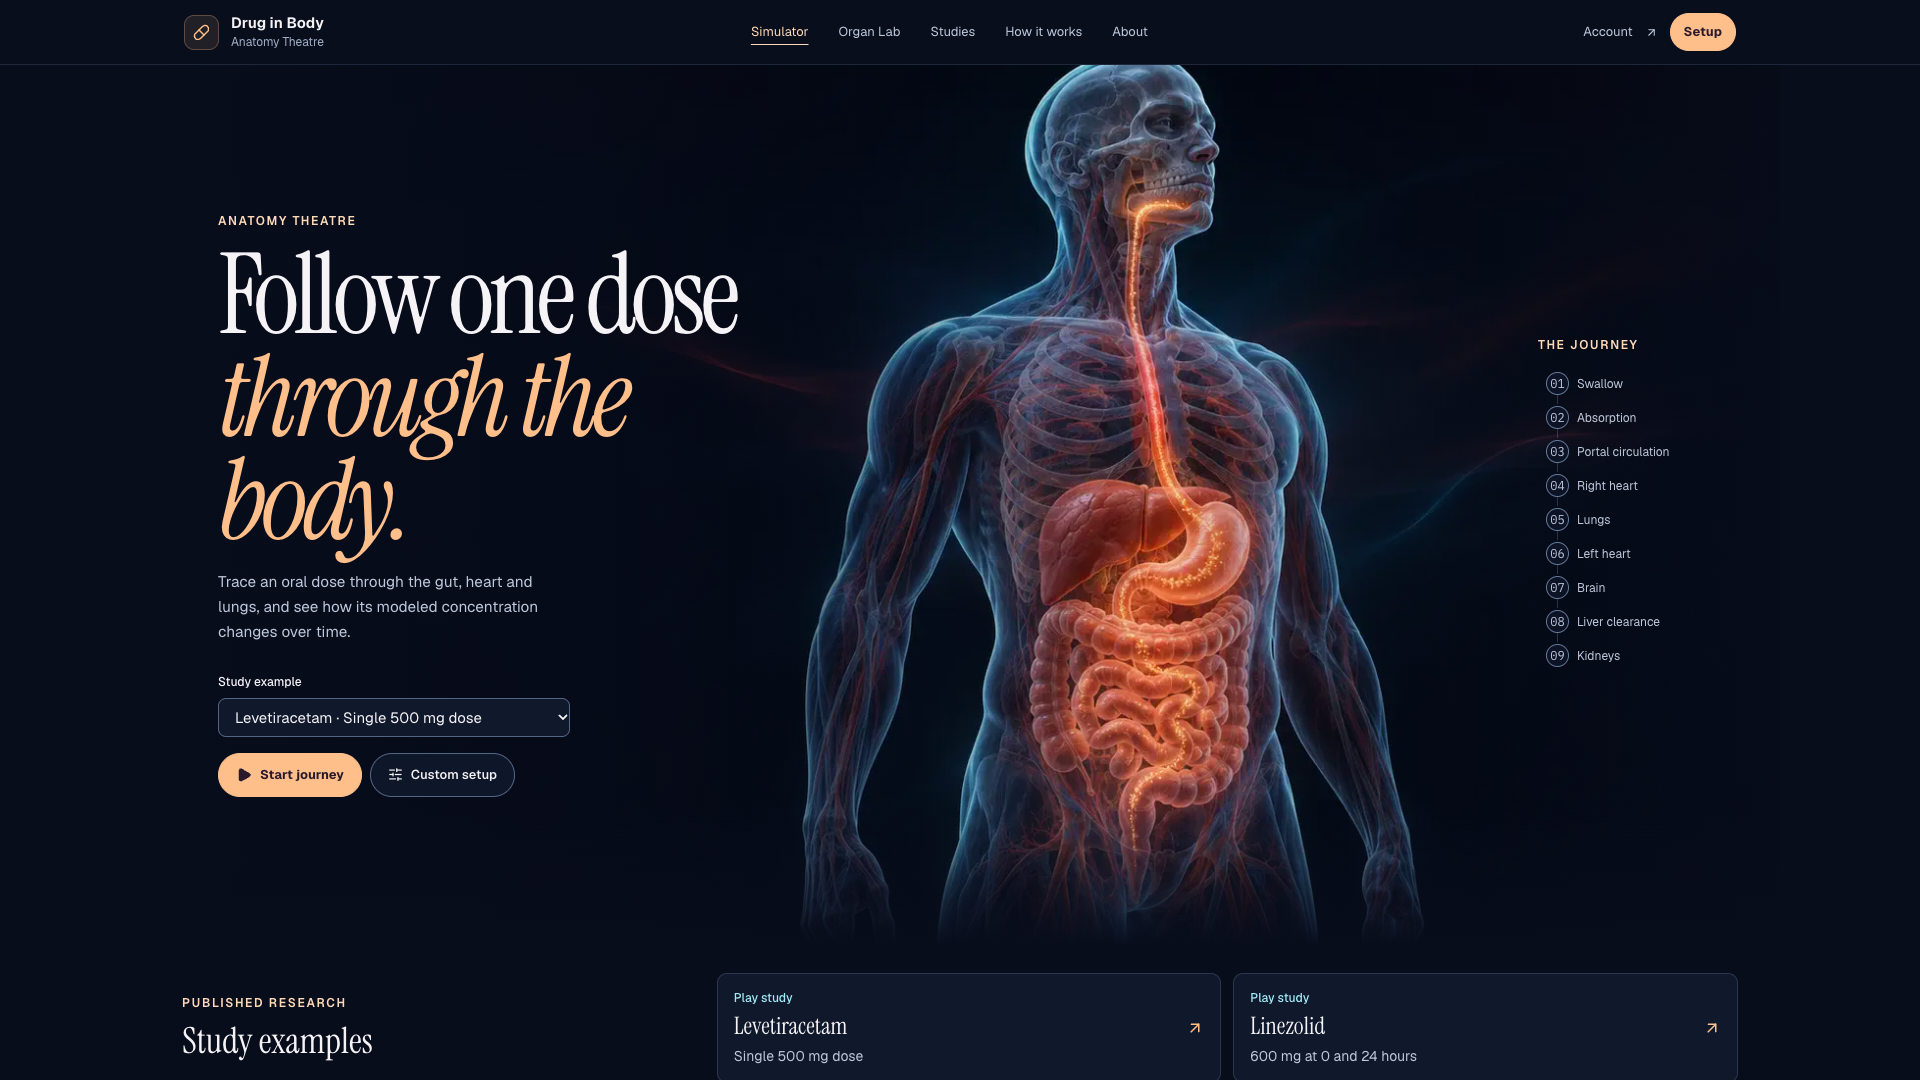 Drug in Body
Anatomy Theatre
Simulator
Organ Lab
Studies
How it works
About
Account
Setup
ANATOMY THEATRE
Follow one dose
through the
body.
Trace an oral dose through the gut, heart and
lungs, and see how its modeled concentration
changes over time.
Study example
Levetiracetam · Single 500 mg dose
Start journey
Custom setup
THE JOURNEY
01 Swallow
02 Absorption
03 Portal circulation
04 Right heart
05 Lungs
06 Left heart
07 Brain
08 Liver clearance
09 Kidneys
PUBLISHED RESEARCH
Study examples
Play study
Levetiracetam
Single 500 mg dose
Play study
Linezolid
600 mg at 0 and 24 hours